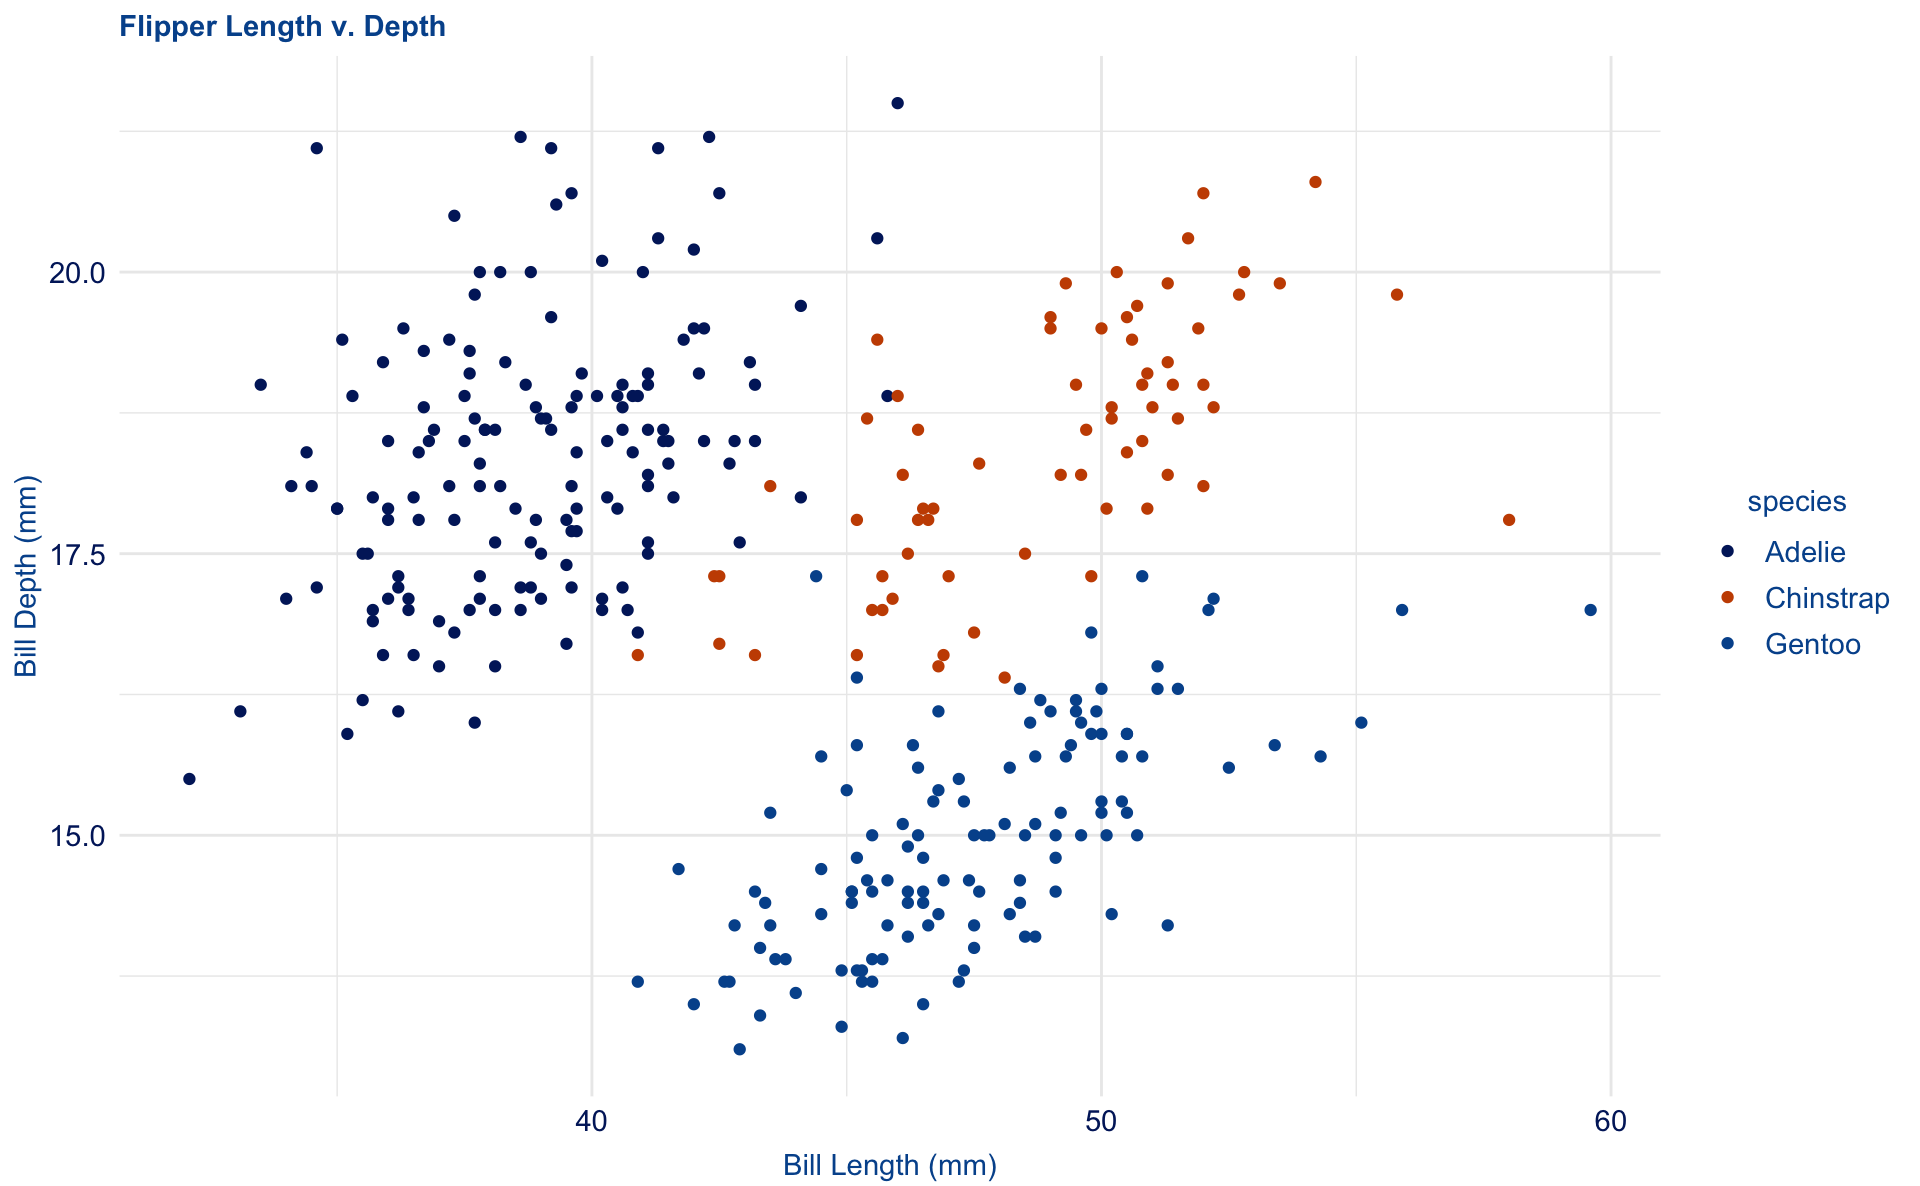 Flipper Length v. Depth
20.0
17.5
15.0
Bill Depth (mm)
40
50
60
Bill Length (mm)
species
Adelie
Chinstrap
Gentoo